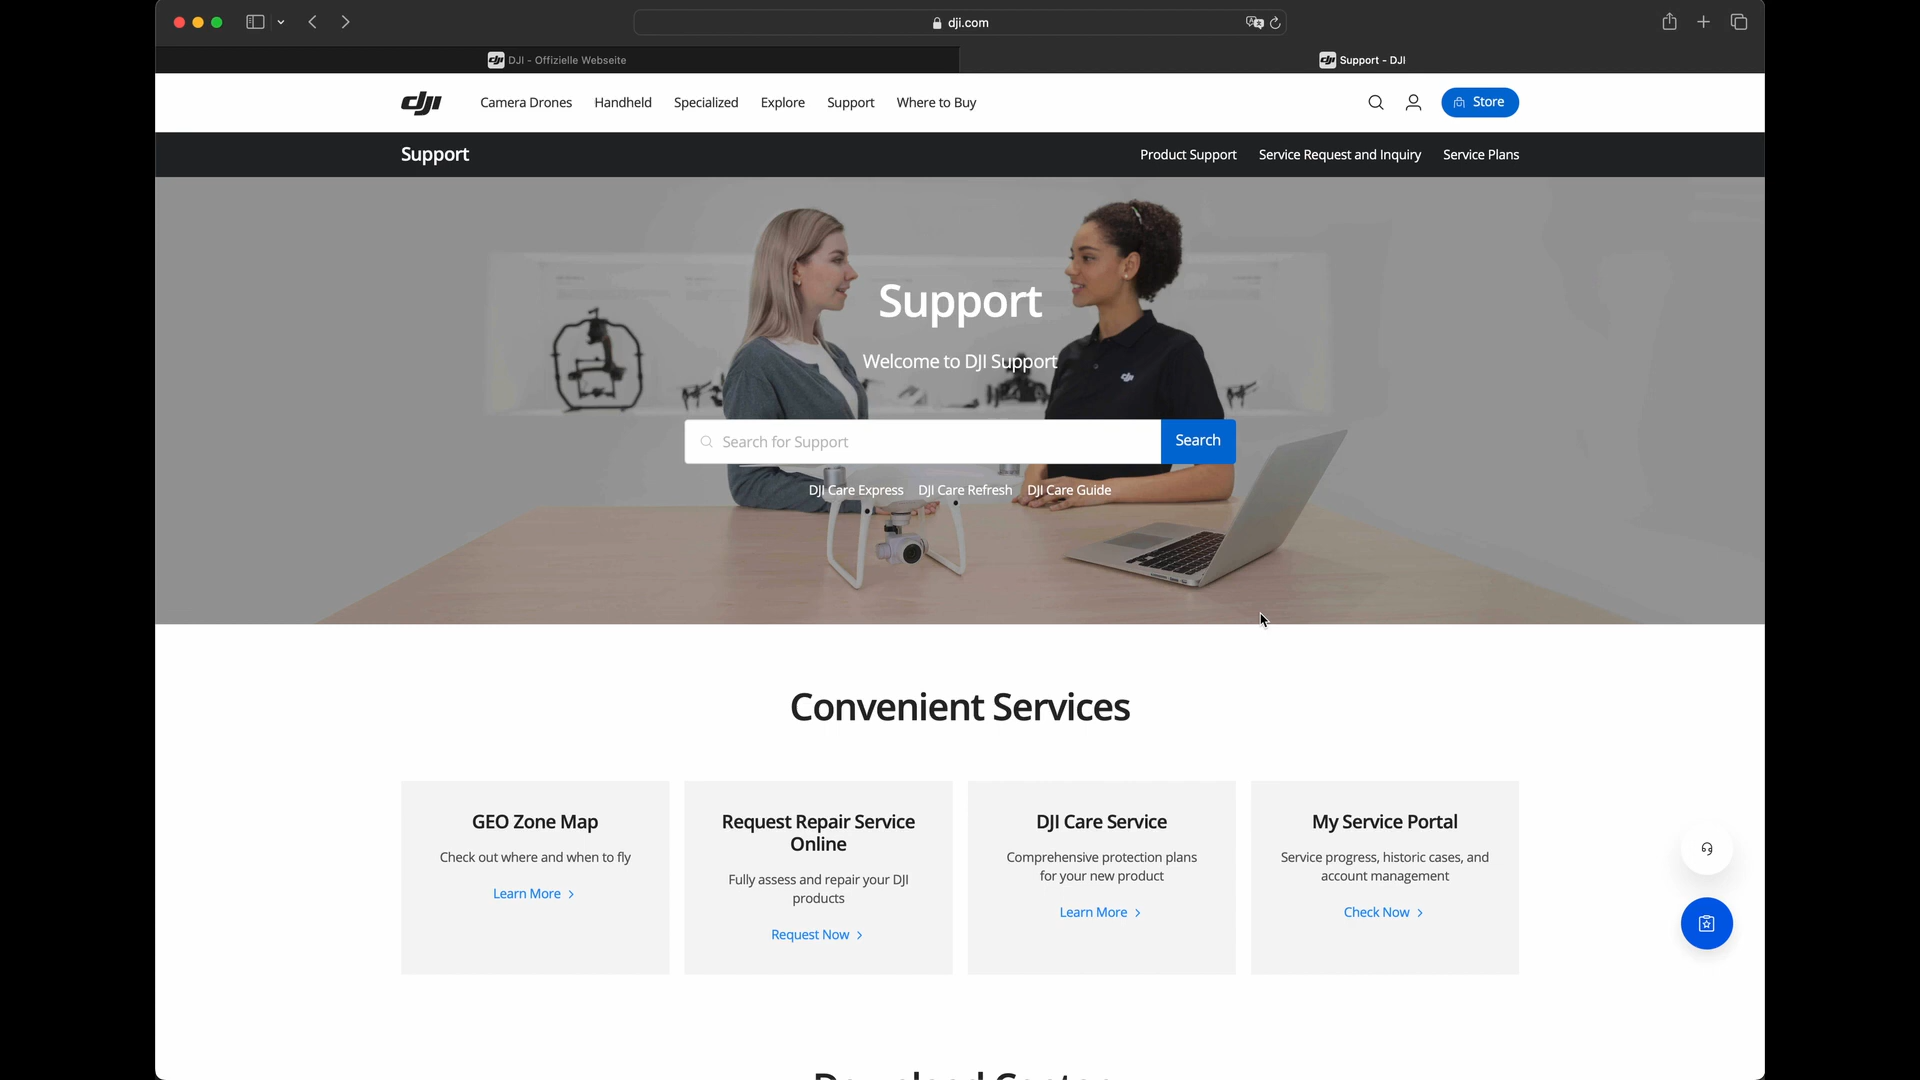 dji.com
DJI - Offizielle Webseite
Support - DJI
dji
Camera Drones
Handheld
Specialized
Explore
Support
Where to Buy
Store
Support
Product Support
Service Request and Inquiry
Service Plans
Support
Welcome to DJI Support
Search for Support
Search
DJI Care Express
DJI Care Refresh
DJI Care Guide
Convenient Services
GEO Zone Map
Check out where and when to fly
Learn More
Request Repair Service
Online
Fully assess and repair your DJI
products
Request Now
DJI Care Service
Comprehensive protection plans
for your new product
Learn More
My Service Portal
Service progress, historic cases, and
account management
Check Now
Download Center